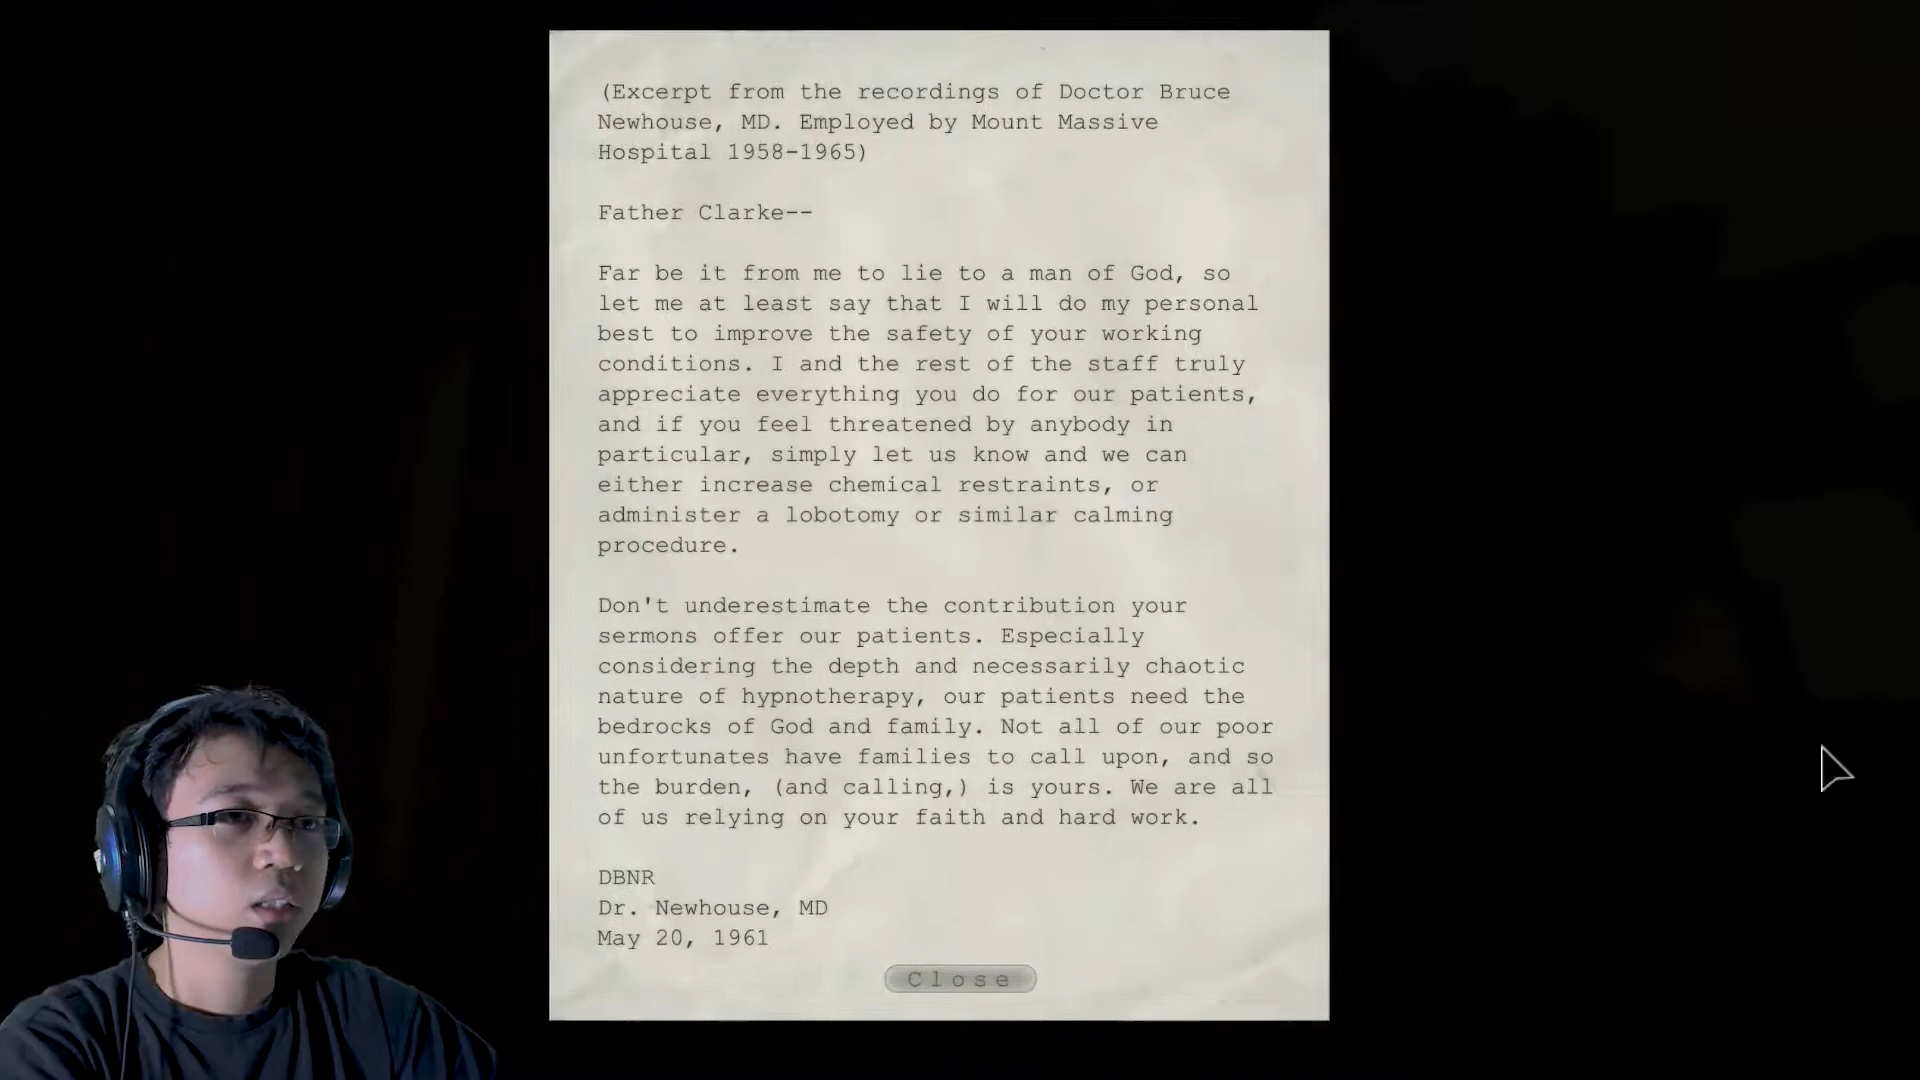 (Excerpt from the recordings of Doctor Bruce
Newhouse, MD. Employed by Mount Massive
Hospital 1958-1965)
Father Clarke--
Far be it from me to lie to a man of God, so
let me at least say that I will do my personal
best to improve the safety of your working
conditions. I and the rest of the staff truly
appreciate everything you do for our patients,
and if you feel threatened by anybody in
particular, simply let us know and we can
either increase chemical restraints, or
administer a lobotomy or similar calming
procedure.
Don't underestimate the contribution your
sermons offer our patients. Especially
considering the depth and necessarily chaotic
nature of hypnotherapy, our patients need the
bedrocks of God and family. Not all of our poor
unfortunates have families to call upon, and so
the burden, (and calling,) is yours. We are all
of us relying on your faith and hard work.
DBNR
Dr. Newhouse, MD
May 20, 1961
Close